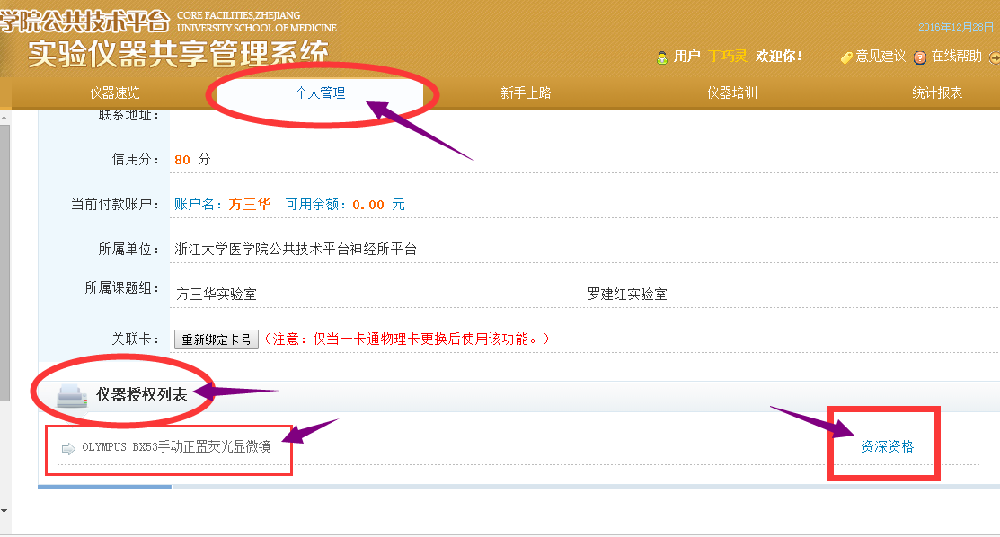 学院公共技术平台 CORE FACILITIES,ZHEJIANG
UNIVERSITY SCHOOL OF MEDICINE
实验仪器共享管理系统
2016年12月28日
用户 丁巧灵 欢迎你! 意见建议 在线帮助
仪器速览 个人管理 新手上路 仪器培训 统计报表
联系地址：
信用分： 80 分
当前付款账户： 账户名：方三华 可用余额：0.00 元
所属单位： 浙江大学医学院公共技术平台神经所平台
所属课题组： 方三华实验室 罗建红实验室
关联卡： 重新绑定卡号 (注意：仅当一卡通物理卡更换后使用该功能。)
仪器授权列表
OLYMPUS BX53手动正置荧光显微镜 资深资格